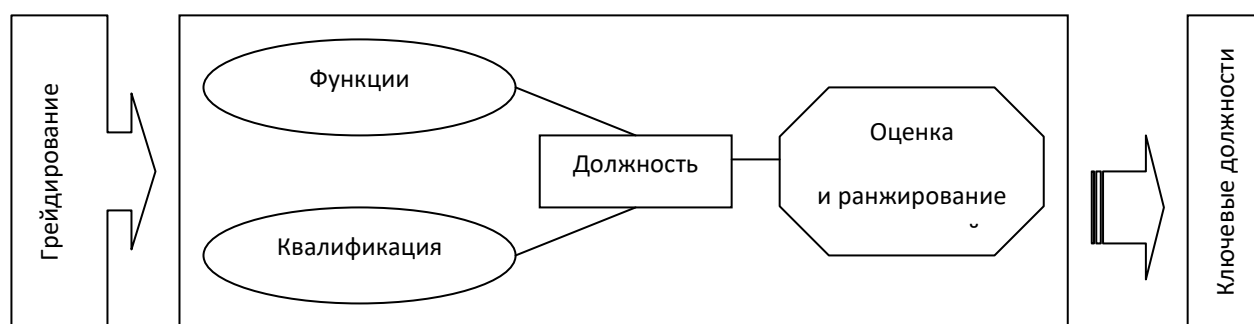 Грейдирование
Функции
Квалификация
Должность
Оценка
и ранжирование
Ключевые должности